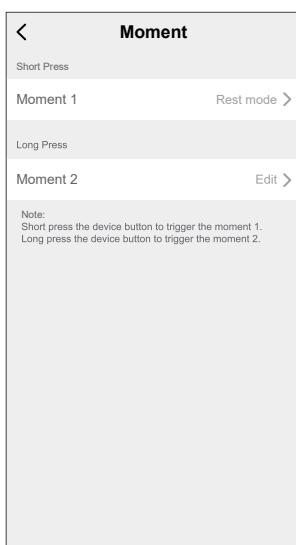 Moment
Short Press
Moment 1 Rest mode
Long Press
Moment 2 Edit
Note:
Short press the device button to trigger the moment 1.
Long press the device button to trigger the moment 2.